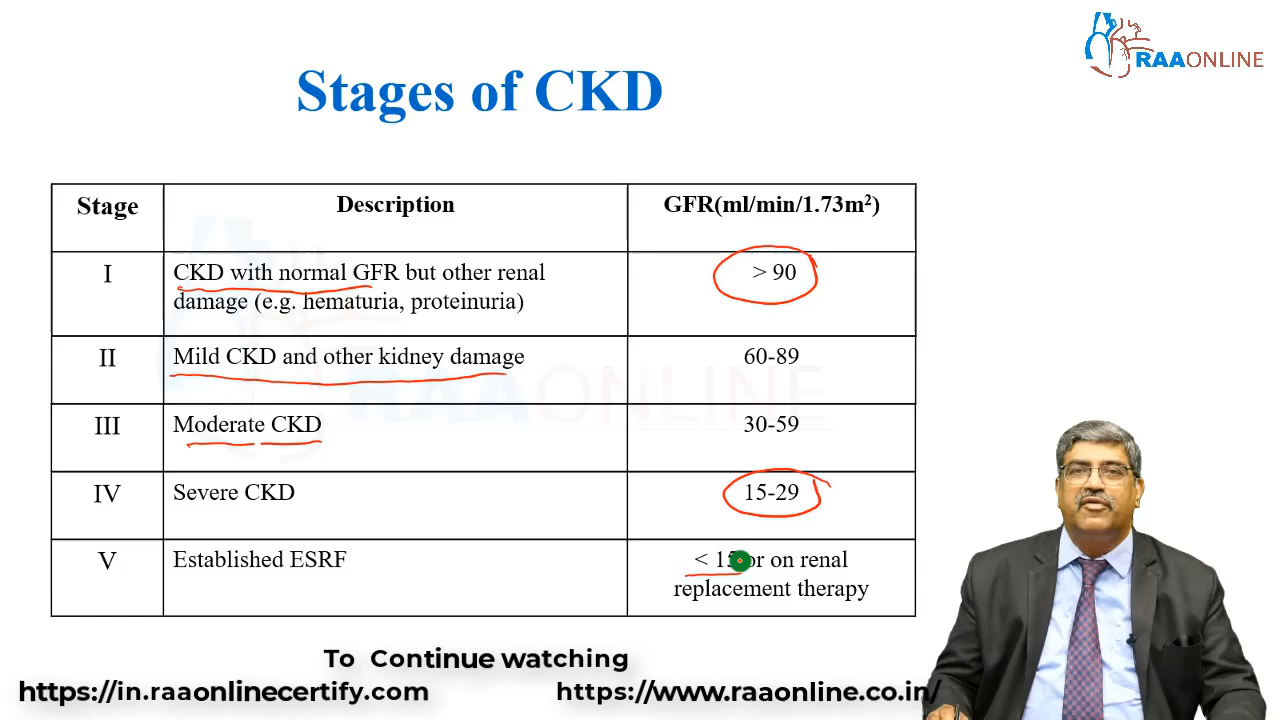 RAAONLINE
Stages of CKD
Stage Description GFR(ml/min/1.73m²)
I CKD with normal GFR but other renal > 90
damage (e.g. hematuria, proteinuria)
II Mild CKD and other kidney damage 60-89
RAAONLINE
III Moderate CKD 30-59
IV Severe CKD 15-29
V Established ESRF < 15 or on renal
replacement therapy
To Continue watching
https://in.raaonlinecertify.com https://www.raaonline.co.in/